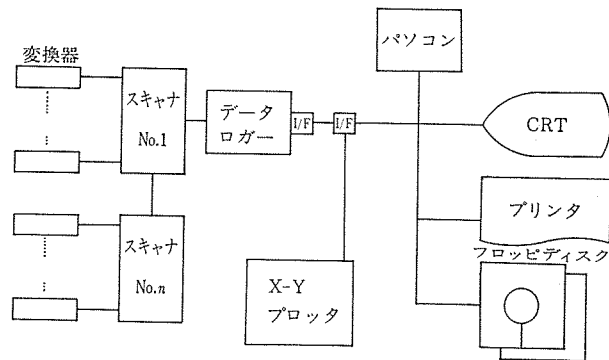 変換器
スキャナ
No.1
データ
ロガー
I/F
I/F
パソコン
CRT
プリンタ
フロッピディスク
スキャナ
No.n
X-Y
プロッタ